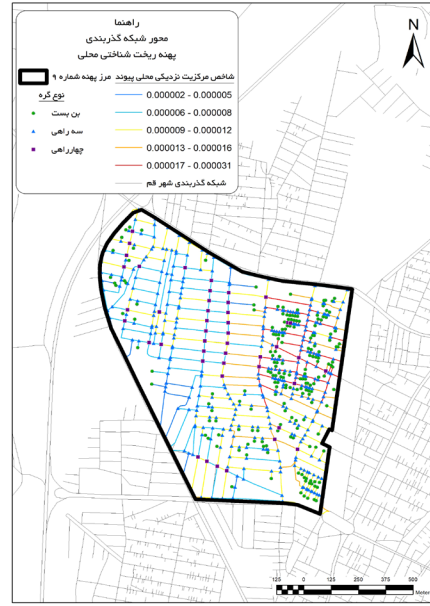 راهنما
محور شبکه گذربندی
پهنه ریخت شناختی محلی
شاخص مرکزیت نزدیکی محلی پیوند مرز پهنه شماره ۹
نوع گره
بن بست
سه راهی
چهارراهی
0.000002 - 0.000005
0.000006 - 0.000008
0.000009 - 0.000012
0.000013 - 0.000016
0.000017 - 0.000031
شبکه گذربندی شهر قم
N
125 0 125 250 375 500
Meter